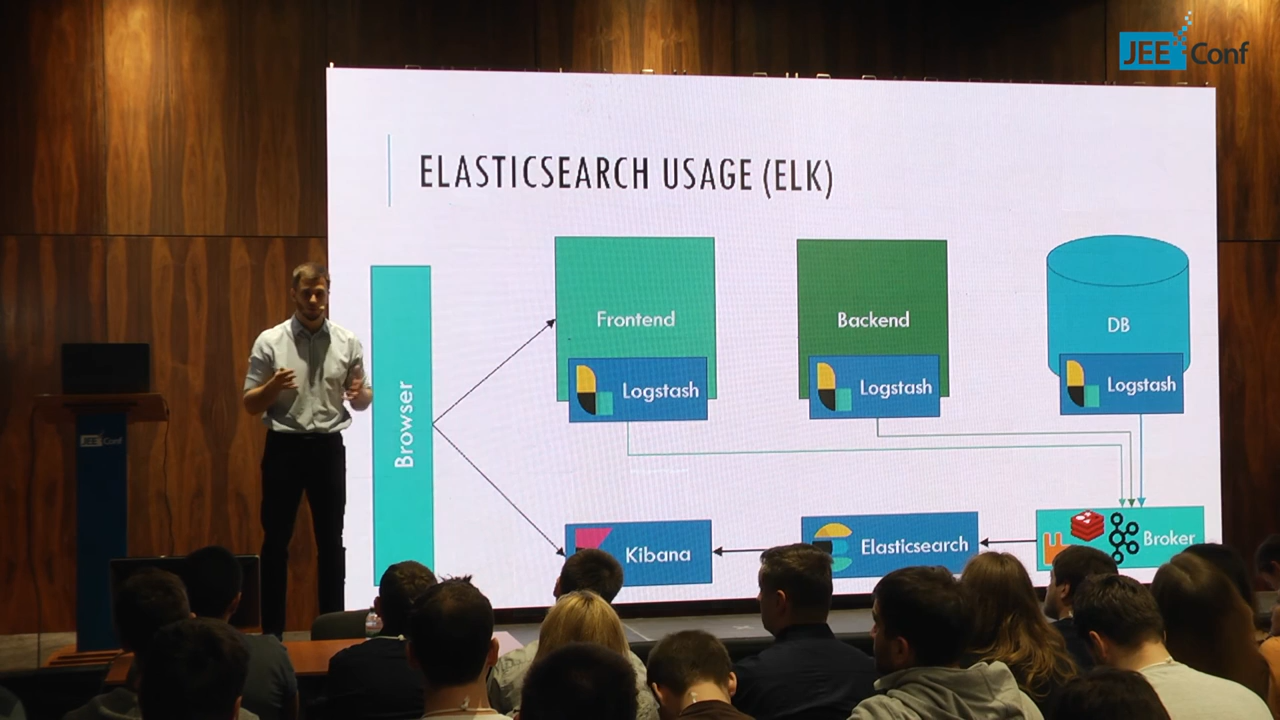 JEE Conf
ELASTICSEARCH USAGE (ELK)
Browser
Frontend
Logstash
Backend
Logstash
DB
Logstash
Kibana
Elasticsearch
Broker
JEE Conf